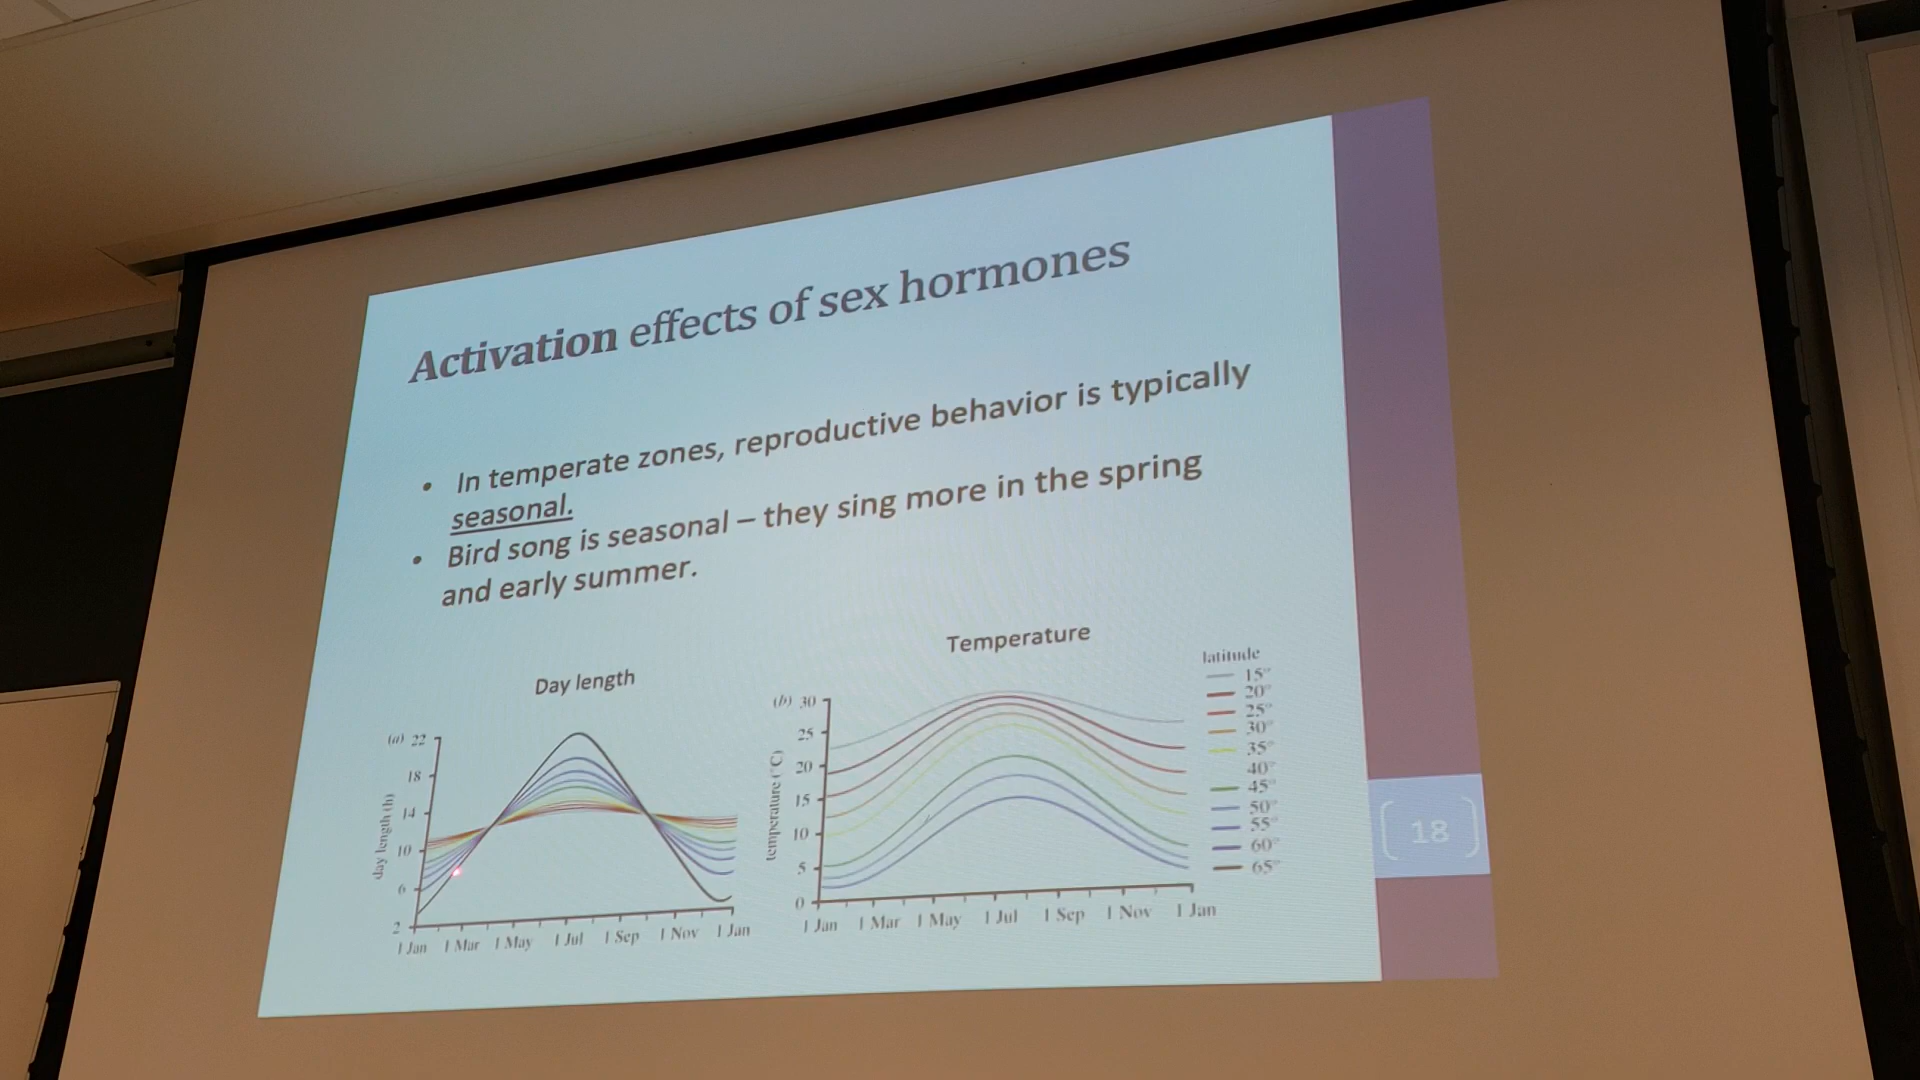 Activation effects of sex hormones
• In temperate zones, reproductive behavior is typically
seasonal.
• Bird song is seasonal – they sing more in the spring
and early summer.
Day length
(a) 22
18
14
10
6
2
day length (h)
1 Jan 1 Mar 1 May 1 Jul 1 Sep 1 Nov 1 Jan
Temperature
(b) 30
25
20
15
10
5
0
temperature (°C)
1 Jan 1 Mar 1 May 1 Jul 1 Sep 1 Nov 1 Jan
latitude
15°
20°
25°
30°
35°
40°
45°
50°
55°
60°
65°
18